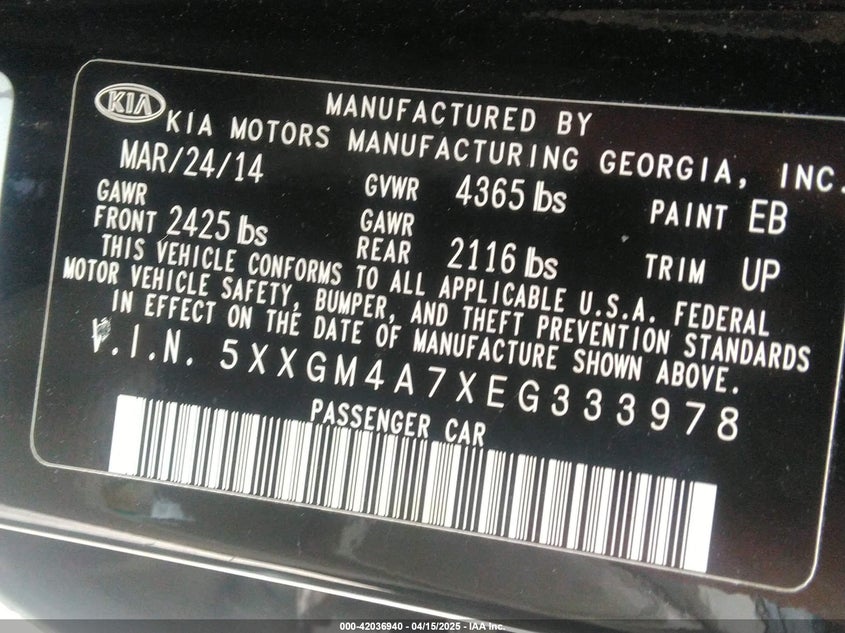 KIA
MANUFACTURED BY
KIA MOTORS MANUFACTURING GEORGIA, INC.
MAR/24/14 GVWR 4365 lbs PAINT EB
GAWR FRONT 2425 lbs GAWR REAR 2116 lbs TRIM UP
THIS VEHICLE CONFORMS TO ALL APPLICABLE U.S.A. FEDERAL
MOTOR VEHICLE SAFETY, BUMPER, AND THEFT PREVENTION STANDARDS
IN EFFECT ON THE DATE OF MANUFACTURE SHOWN ABOVE.
V.I.N. 5XXGM4A7XEG333978
PASSENGER CAR
000-42036940 - 04/15/2025 - IAA Inc.